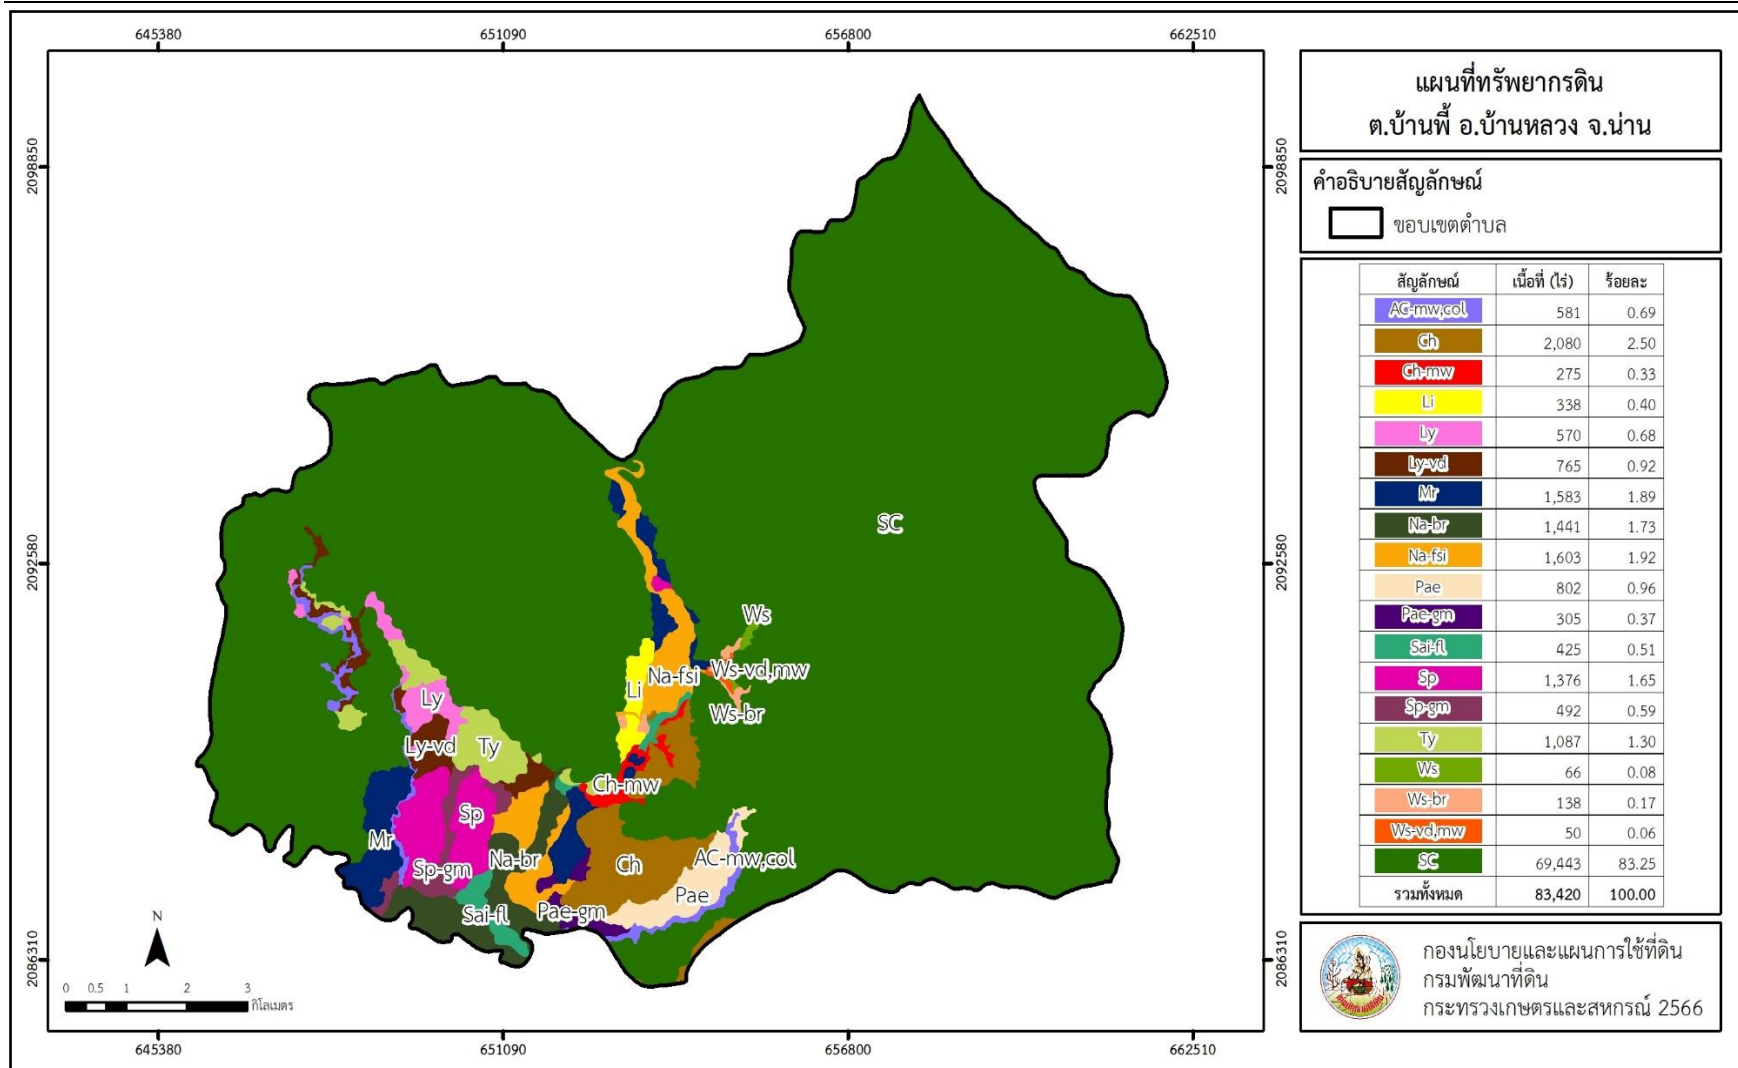 645380 651090 656800 662510
2098850 2098850
2092580 2092580
2086310 2086310
SC
Ws
Ws-vd,mw
Na-fsi
Li
Ws-br
Ly
Ly-vd Ty
Ch-mw
Sp
Mr
Na-br
AC-mw,col
Sp-gm Ch
Pae
Sai-fl Pae-gm
N
0 0.5 1 2 3
กิโลเมตร
645380 651090 656800 662510
แผนที่ทรัพยากรดิน
ต.บ้านพี้ อ.บ้านหลวง จ.น่าน
คำอธิบายสัญลักษณ์
ขอบเขตตำบล
สัญลักษณ์ เนื้อที่ (ไร่) ร้อยละ
AC-mw,col 581 0.69
Ch 2,080 2.50
Ch-mw 275 0.33
Li 338 0.40
Ly 570 0.68
Ly-vd 765 0.92
Mr 1,583 1.89
Na-br 1,441 1.73
Na-fsi 1,603 1.92
Pae 802 0.96
Pae-gm 305 0.37
Sai-fl 425 0.51
Sp 1,376 1.65
Sp-gm 492 0.59
Ty 1,087 1.30
Ws 66 0.08
Ws-br 138 0.17
Ws-vd,mw 50 0.06
SC 69,443 83.25
รวมทั้งหมด 83,420 100.00
กองนโยบายและแผนการใช้ที่ดิน
กรมพัฒนาที่ดิน
กระทรวงเกษตรและสหกรณ์ 2566